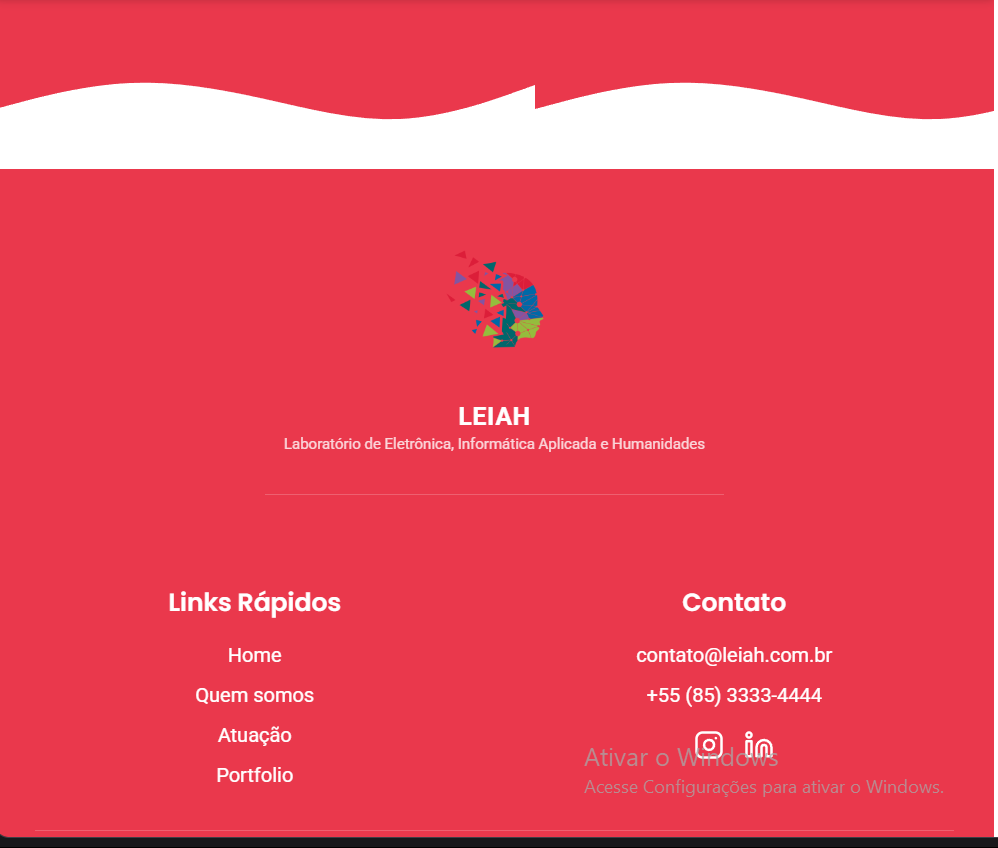 LEIAH
Laboratório de Eletrônica, Informática Aplicada e Humanidades
Links Rápidos
Home
Quem somos
Atuação
Portfolio
Contato
contato@leiah.com.br
+55 (85) 3333-4444
Ativar o Windows
Acesse Configurações para ativar o Windows.